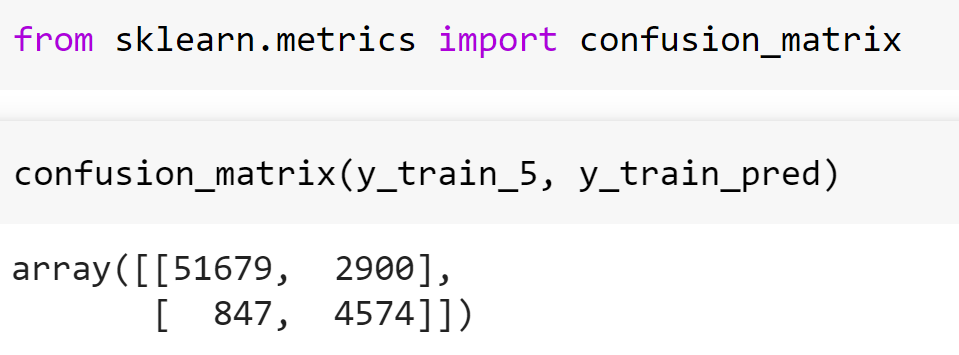 from sklearn.metrics import confusion_matrix
confusion_matrix(y_train_5, y_train_pred)
array([[51679,  2900],
       [  847,  4574]])